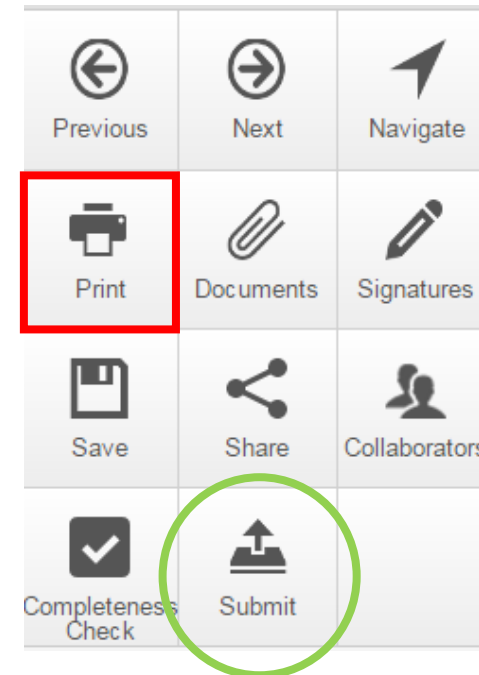 Previous Next Navigate
Print Documents Signatures
Save Share Collaborators
Completeness Submit
Check